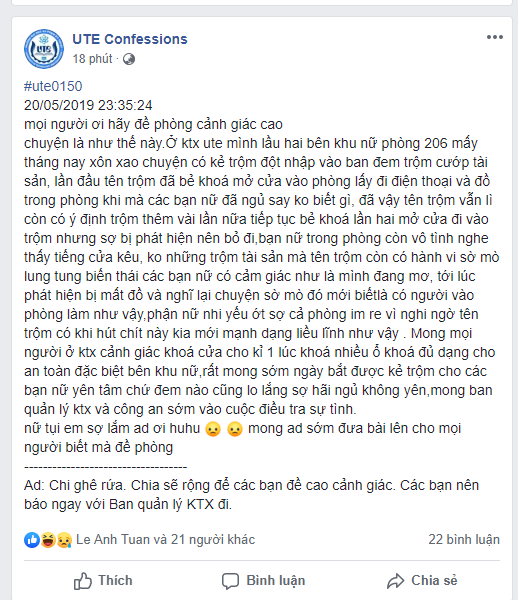 UTE Confessions
18 phút ·
#ute0150
20/05/2019 23:35:24
mọi người ơi hãy đề phòng cảnh giác cao
chuyện là như thế này.Ở ktx ute mình lầu hai bên khu nữ phòng 206 mấy
tháng nay xôn xao chuyện có kẻ trộm đột nhập vào ban đem trộm cướp tài
sản, lần đầu tên trộm đã bẻ khoá mở cửa vào phòng lấy đi điện thoại và đồ
trong phòng khi mà các bạn nữ đã ngủ say ko biết gì, đã vậy tên trộm vẫn lì
còn có ý định trộm thêm vài lần nữa tiếp tục bẻ khoá lần hai mở cửa đi vào
trộm nhưng sợ bị phát hiện nên bỏ đi,bạn nữ trong phòng còn vô tình nghe
thấy tiếng cửa kêu, ko những trộm tài sản mà tên trộm còn có hành vi sờ mò
lung tung biến thái các bạn nữ có cảm giác như là mình đang mơ, tới lúc
phát hiện bị mất đồ và nghĩ lại chuyện sờ mò đó mới biếtlà có người vào
phòng làm như vậy,phận nữ nhi yếu ớt sợ cả phòng im re vì nghi ngờ tên
trộm có khi hút chít này kia mới mạnh dạng liều lĩnh như vậy . Mong mọi
người ở ktx cảnh giác khoá cửa cho kỉ 1 lúc khoá nhiều ổ khoá đủ dạng cho
an toàn đặc biệt bên khu nữ,rất mong sớm ngày bắt được kẻ trộm cho các
bạn nữ yên tâm chứ đem nào cũng lo lắng sợ hãi ngủ không yên,mong ban
quản lý ktx và công an sớm vào cuộc điều tra sự tình.
nữ tụi em sợ lắm ad ơi huhu 😦 😦 mong ad sớm đưa bài lên cho mọi
người biết mà đề phòng
-----------------------------------
Ad: Chi ghê rứa. Chia sẽ rộng để các bạn đề cao cảnh giác. Các bạn nên
báo ngay với Ban quản lý KTX đi.
Le Anh Tuan và 21 người khác 22 bình luận
Thích Bình luận Chia sẻ